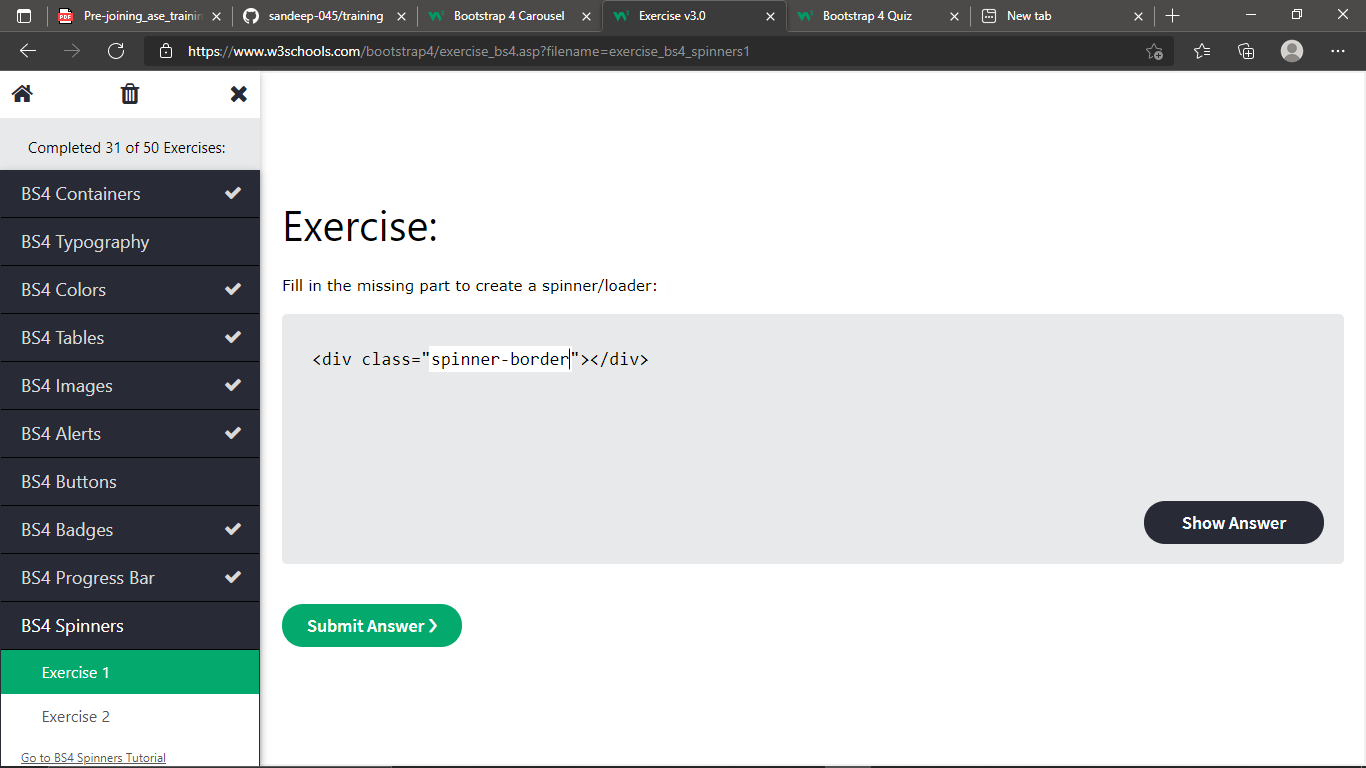 Pre-joining_ase_trainin
sandeep-045/training
Bootstrap 4 Carousel
Exercise v3.0
Bootstrap 4 Quiz
New tab
https://www.w3schools.com/bootstrap4/exercise_bs4.asp?filename=exercise_bs4_spinners1
Completed 31 of 50 Exercises:
BS4 Containers
BS4 Typography
BS4 Colors
BS4 Tables
BS4 Images
BS4 Alerts
BS4 Buttons
BS4 Badges
BS4 Progress Bar
BS4 Spinners
Exercise 1
Exercise 2
Go to BS4 Spinners Tutorial
Exercise:
Fill in the missing part to create a spinner/loader:
<div class="spinner-border"></div>
Show Answer
Submit Answer ❯